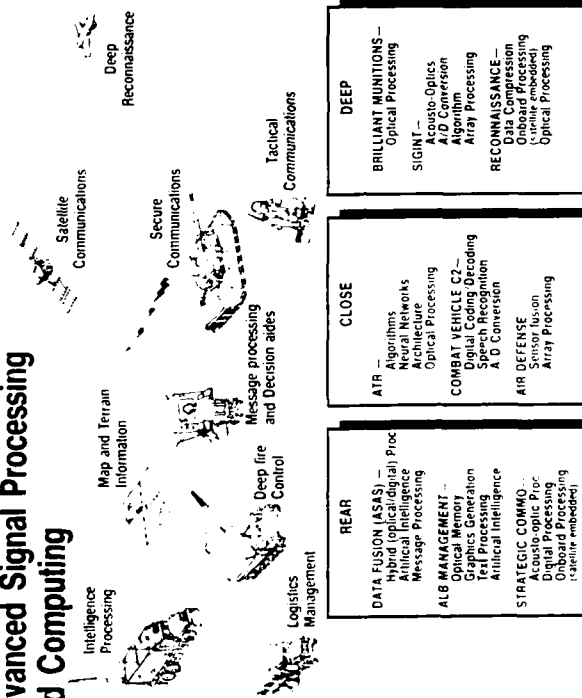 vanced Signal Processing
d Computing
Intelligence
Processing
Map and Terrain
Information
Satellite
Communications
Deep
Reconnaissance
Secure
Communications
Tactical
Communications
Message processing
and Decision aides
Deep fire
Control
Logistics
Management
REAR
DATA FUSION (ASAS) –
Hybrid (optical/digital) Proc
Artificial Intelligence
Message Processing
ALB MANAGEMENT –
Optical Memory
Graphics Generation
Text Processing
Artificial Intelligence
STRATEGIC COMMO –
Acousto-optic Proc
Digital Processing
Onboard Processing
(satellite embedded)
CLOSE
ATR –
Algorithms
Neural Networks
Architecture
Optical Processing
COMBAT VEHICLE C2 –
Digital Coding/Decoding
Speech Recognition
A D Conversion
AIR DEFENSE
Sensor fusion
Array Processing
DEEP
BRILLIANT MUNITIONS –
Optical Processing
SIGINT –
Acousto-Optics
A/D Conversion
Algorithm
Array Processing
RECONNAISSANCE –
Data Compression
Onboard Processing
(satellite embedded)
Optical Processing